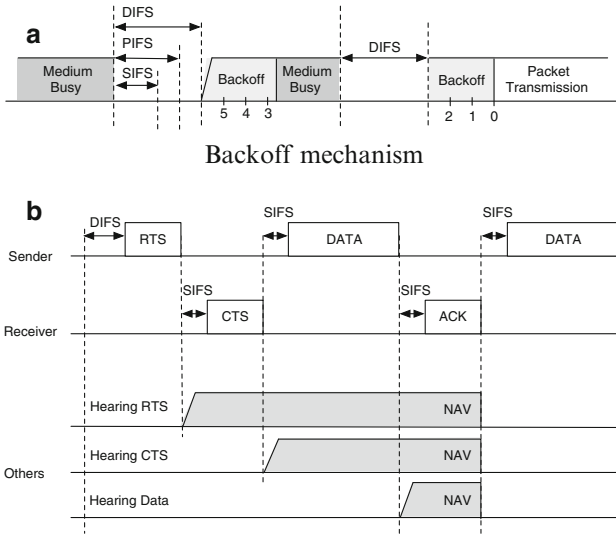 DIFS
a
PIFS
DIFS
Medium Busy
SIFS
Backoff
Medium Busy
Backoff
Packet Transmission
5 4 3
2 1 0
Backoff mechanism
b
DIFS
SIFS
SIFS
RTS
DATA
DATA
Sender
SIFS
SIFS
CTS
ACK
Receiver
Hearing RTS
NAV
Hearing CTS
NAV
Others
Hearing Data
NAV